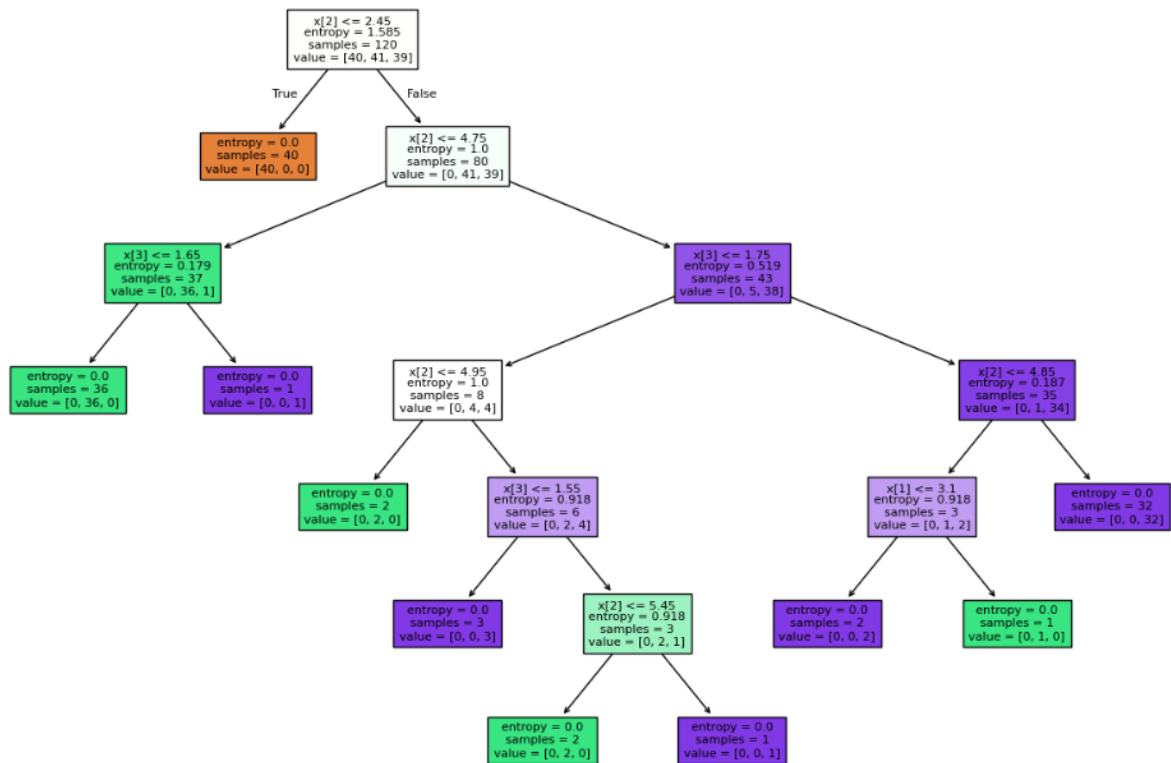 x[2] <= 2.45
entropy = 1.585
samples = 120
value = [40, 41, 39]
True
False
entropy = 0.0
samples = 40
value = [40, 0, 0]
x[2] <= 4.75
entropy = 1.0
samples = 80
value = [0, 41, 39]
x[3] <= 1.65
entropy = 0.179
samples = 37
value = [0, 36, 1]
x[3] <= 1.75
entropy = 0.519
samples = 43
value = [0, 5, 38]
entropy = 0.0
samples = 36
value = [0, 36, 0]
entropy = 0.0
samples = 1
value = [0, 0, 1]
x[2] <= 4.95
entropy = 1.0
samples = 8
value = [0, 4, 4]
x[2] <= 4.85
entropy = 0.187
samples = 35
value = [0, 1, 34]
entropy = 0.0
samples = 2
value = [0, 2, 0]
x[3] <= 1.55
entropy = 0.918
samples = 6
value = [0, 2, 4]
x[1] <= 3.1
entropy = 0.918
samples = 3
value = [0, 1, 2]
entropy = 0.0
samples = 32
value = [0, 0, 32]
entropy = 0.0
samples = 3
value = [0, 0, 3]
x[2] <= 5.45
entropy = 0.918
samples = 3
value = [0, 2, 1]
entropy = 0.0
samples = 2
value = [0, 0, 2]
entropy = 0.0
samples = 1
value = [0, 1, 0]
entropy = 0.0
samples = 2
value = [0, 2, 0]
entropy = 0.0
samples = 1
value = [0, 0, 1]